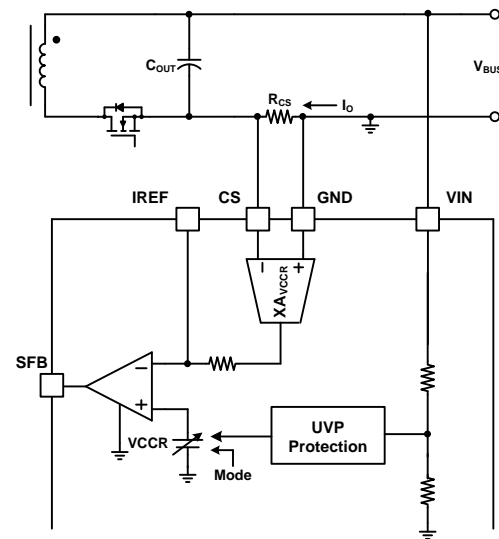 COUT
VBUS
RCS
IO
IREF
CS
GND
VIN
− +
XAVCCR
SFB
−
+
VCCR
Mode
UVP
Protection